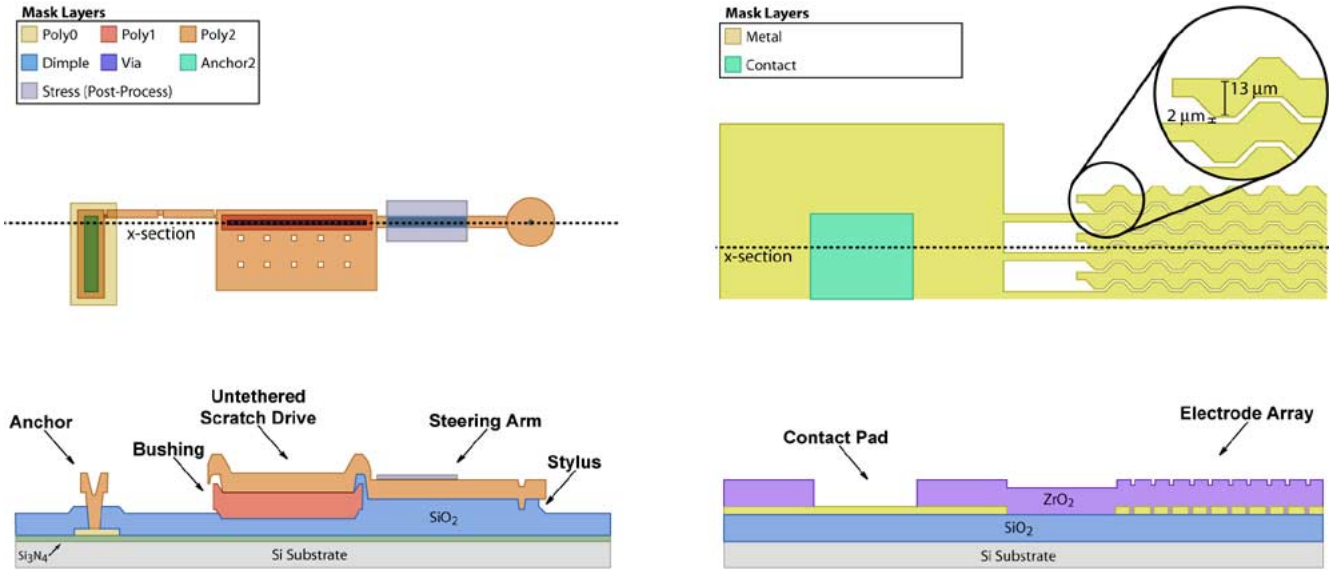 Mask Layers
Poly0 Poly1 Poly2
Dimple Via Anchor2
Stress (Post-Process)
x-section
Anchor
Bushing
Untethered
Scratch Drive
Steering Arm
Stylus
SiO₂
Si₃N₄
Si Substrate
Mask Layers
Metal
Contact
13 µm
2 µm
x-section
Contact Pad
Electrode Array
ZrO₂
SiO₂
Si Substrate